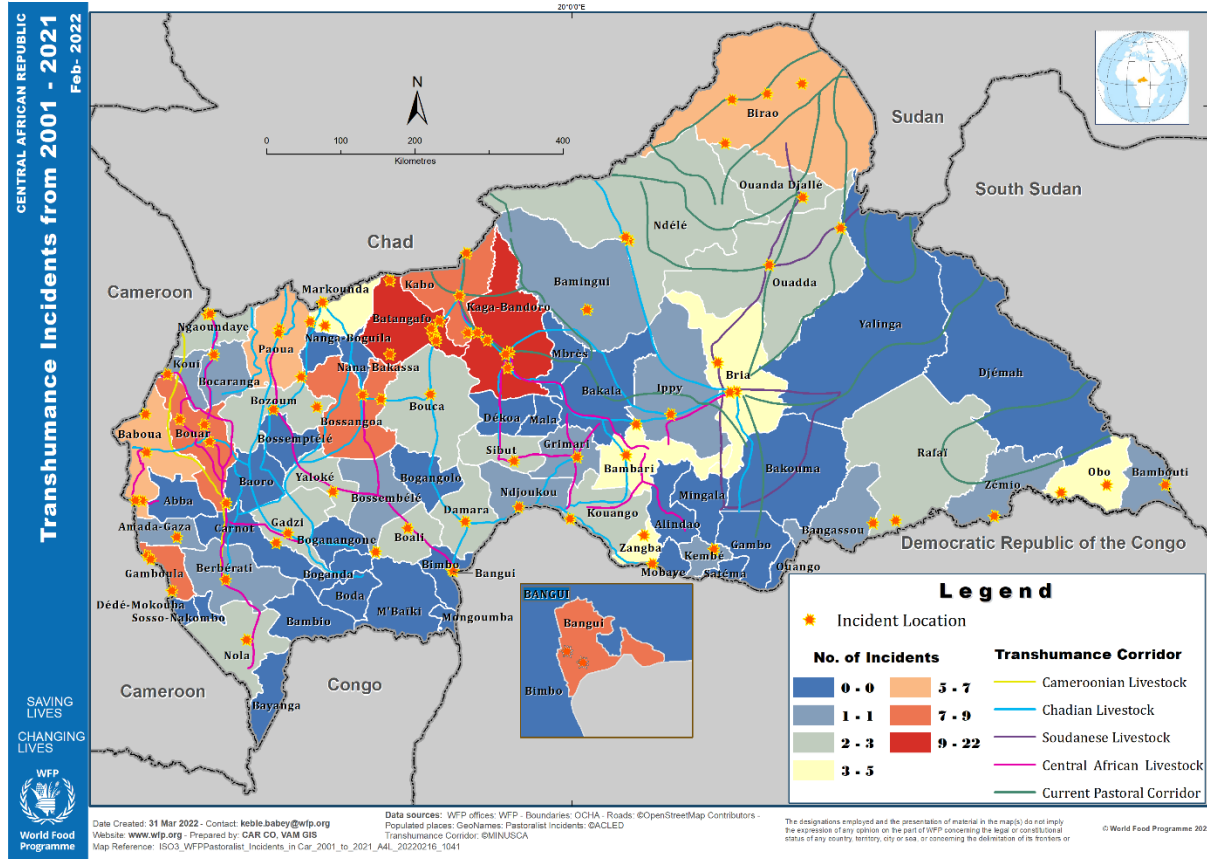 CENTRAL AFRICAN REPUBLIC
Transhumance Incidents from 2001 - 2021
Feb- 2022
SAVING
LIVES
CHANGING
LIVES
WFP
World Food
Programme
20°0'0"E
N
0 100 200 400
Kilometres
Sudan
South Sudan
Chad
Cameroon
Democratic Republic of the Congo
Cameroon
Congo
Birao
Ouanda Djallé
Ndélé
Ouadda
Bamingui
Kabo
Markounda
Kaga-Bandoro
Batangafo
Ngaoundaye
Paoua
Nanga-Boguila
Nana-Bakassa
Koui
Bocaranga
Mbrès
Yalinga
Djémah
Bakala
Ippy
Bria
Bozoum
Bouca
Bossangoa
Dékoa
Mala
Baboua
Bouar
Bossemptélé
Grimari
Sibut
Bambari
Rafaï
Obo
Bambouti
Zémio
Bakouma
Baoro
Yaloké
Bogangolo
Bossembélé
Ndjoukou
Abba
Mingala
Kouango
Amada-Gaza
Carnot
Gadzi
Damara
Alindao
Bangassou
Boganangone
Boali
Zangba
Gambo
Kembé
Gamboula
Berbérati
Boganda
Bimbo
Bangui
Mobaye
Satéma
Ouango
Dédé-Mokouba
Sosso-Nakombo
Boda
Bambio
M'Baïki
Mongoumba
Nola
Bayanga
BANGUI
Bangui
Bimbo
Legend
Incident Location
No. of Incidents
0 - 0
1 - 1
2 - 3
3 - 5
5 - 7
7 - 9
9 - 22
Transhumance Corridor
Cameroonian Livestock
Chadian Livestock
Soudanese Livestock
Central African Livestock
Current Pastoral Corridor
Date Created: 31 Mar 2022 - Contact: keble.babey@wfp.org
Website: www.wfp.org - Prepared by: CAR CO, VAM GIS
Map Reference: ISO3_WFPPastoralist_Incidents_in Car_2001_to_2021_A4L_20220216_1041
Data sources: WFP offices: WFP - Boundaries: OCHA - Roads: ©OpenStreetMap Contributors -
Populated places: GeoNames: Pastoralist Incidents: ©ACLED
Transhumance Corridor: ©MINUSCA
The designations employed and the presentation of material in the map(s) do not imply
the expression of any opinion on the part of WFP concerning the legal or constitutional
status of any country, territory, city or sea, or concerning the delimitation of its frontiers or
© World Food Programme 202